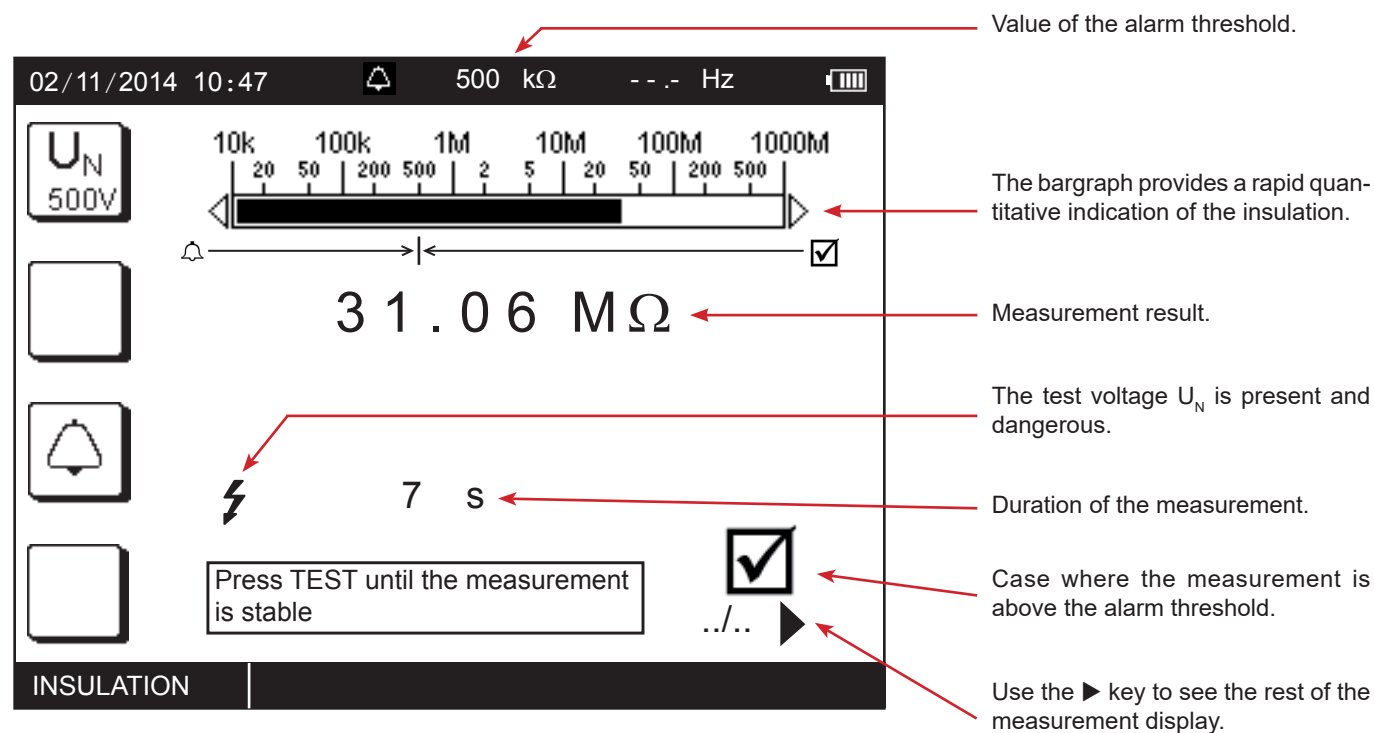 Value of the alarm threshold.
02/11/2014 10:47 500 kΩ - - .- Hz
UN
500V
10k 100k 1M 10M 100M 1000M
20 50 200 500 2 5 20 50 200 500
The bargraph provides a rapid quan-
titative indication of the insulation.
31.06 MΩ
Measurement result.
The test voltage UN is present and
dangerous.
7 s
Duration of the measurement.
Press TEST until the measurement
is stable
../..
Case where the measurement is
above the alarm threshold.
INSULATION
Use the ► key to see the rest of the
measurement display.